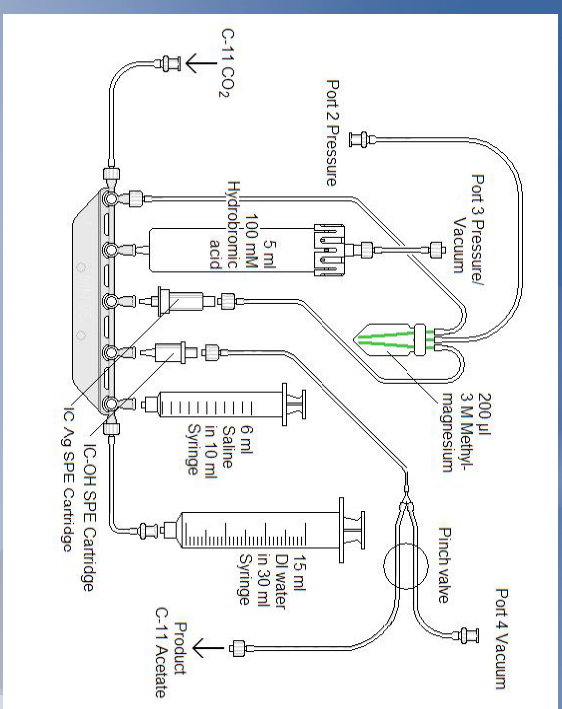 C-11 CO2
Port 2 Pressure
Port 3 Pressure/
Vacuum
5 ml
100 mM
Hydrobromic
acid
200 µl
3 M Methyl-
magnesium
IC-Ag SPE Cartridge
IC-OH SPE Cartridge
6 ml
Saline
in 10 ml
Syringe
15 ml
DI water
in 30 ml
Syringe
Pinch valve
Port 4 Vacuum
Product
C-11 Acetate